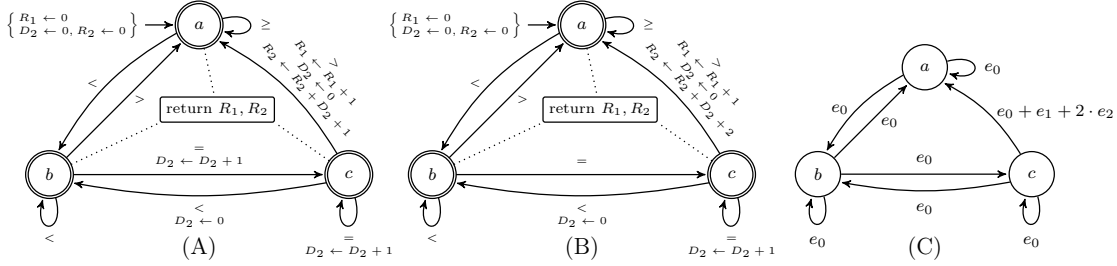 { R₁ ← 0
D₂ ← 0, R₂ ← 0 }
a
≥
<
>
>
R₁ ← R₁ + 1
D₂ ← 0
R₂ ← R₂ + D₂ + 1
return R₁, R₂
b
=
D₂ ← D₂ + 1
c
<
D₂ ← 0
<
=
D₂ ← D₂ + 1
(A)
{ R₁ ← 0
D₂ ← 0, R₂ ← 0 }
a
≥
<
>
>
R₁ ← R₁ + 1
D₂ ← 0
R₂ ← R₂ + D₂ + 2
return R₁, R₂
b
=
c
<
D₂ ← 0
<
=
D₂ ← D₂ + 1
(B)
a
e₀
e₀
e₀
e₀ + e₁ + 2 · e₂
b
e₀
c
e₀
e₀
e₀
(C)